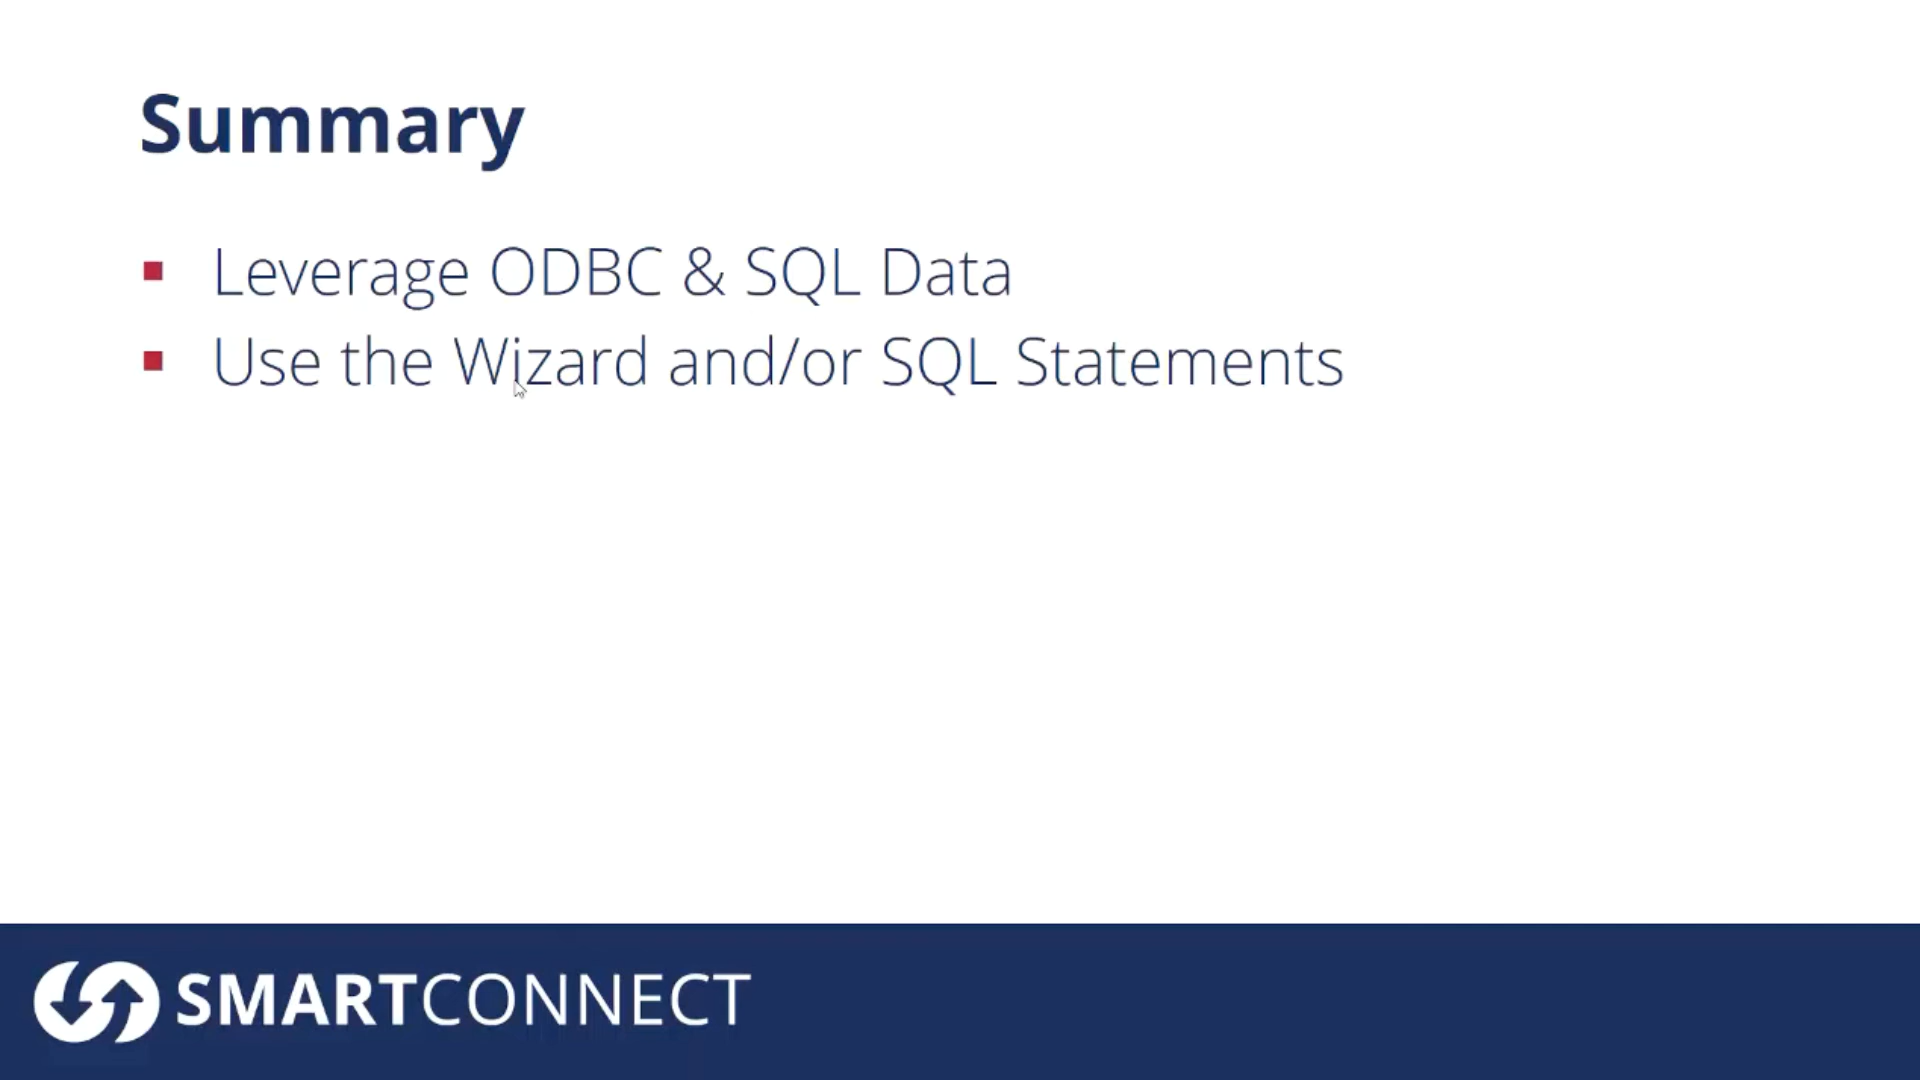 Summary
Leverage ODBC & SQL Data
Use the Wizard and/or SQL Statements
SMARTCONNECT